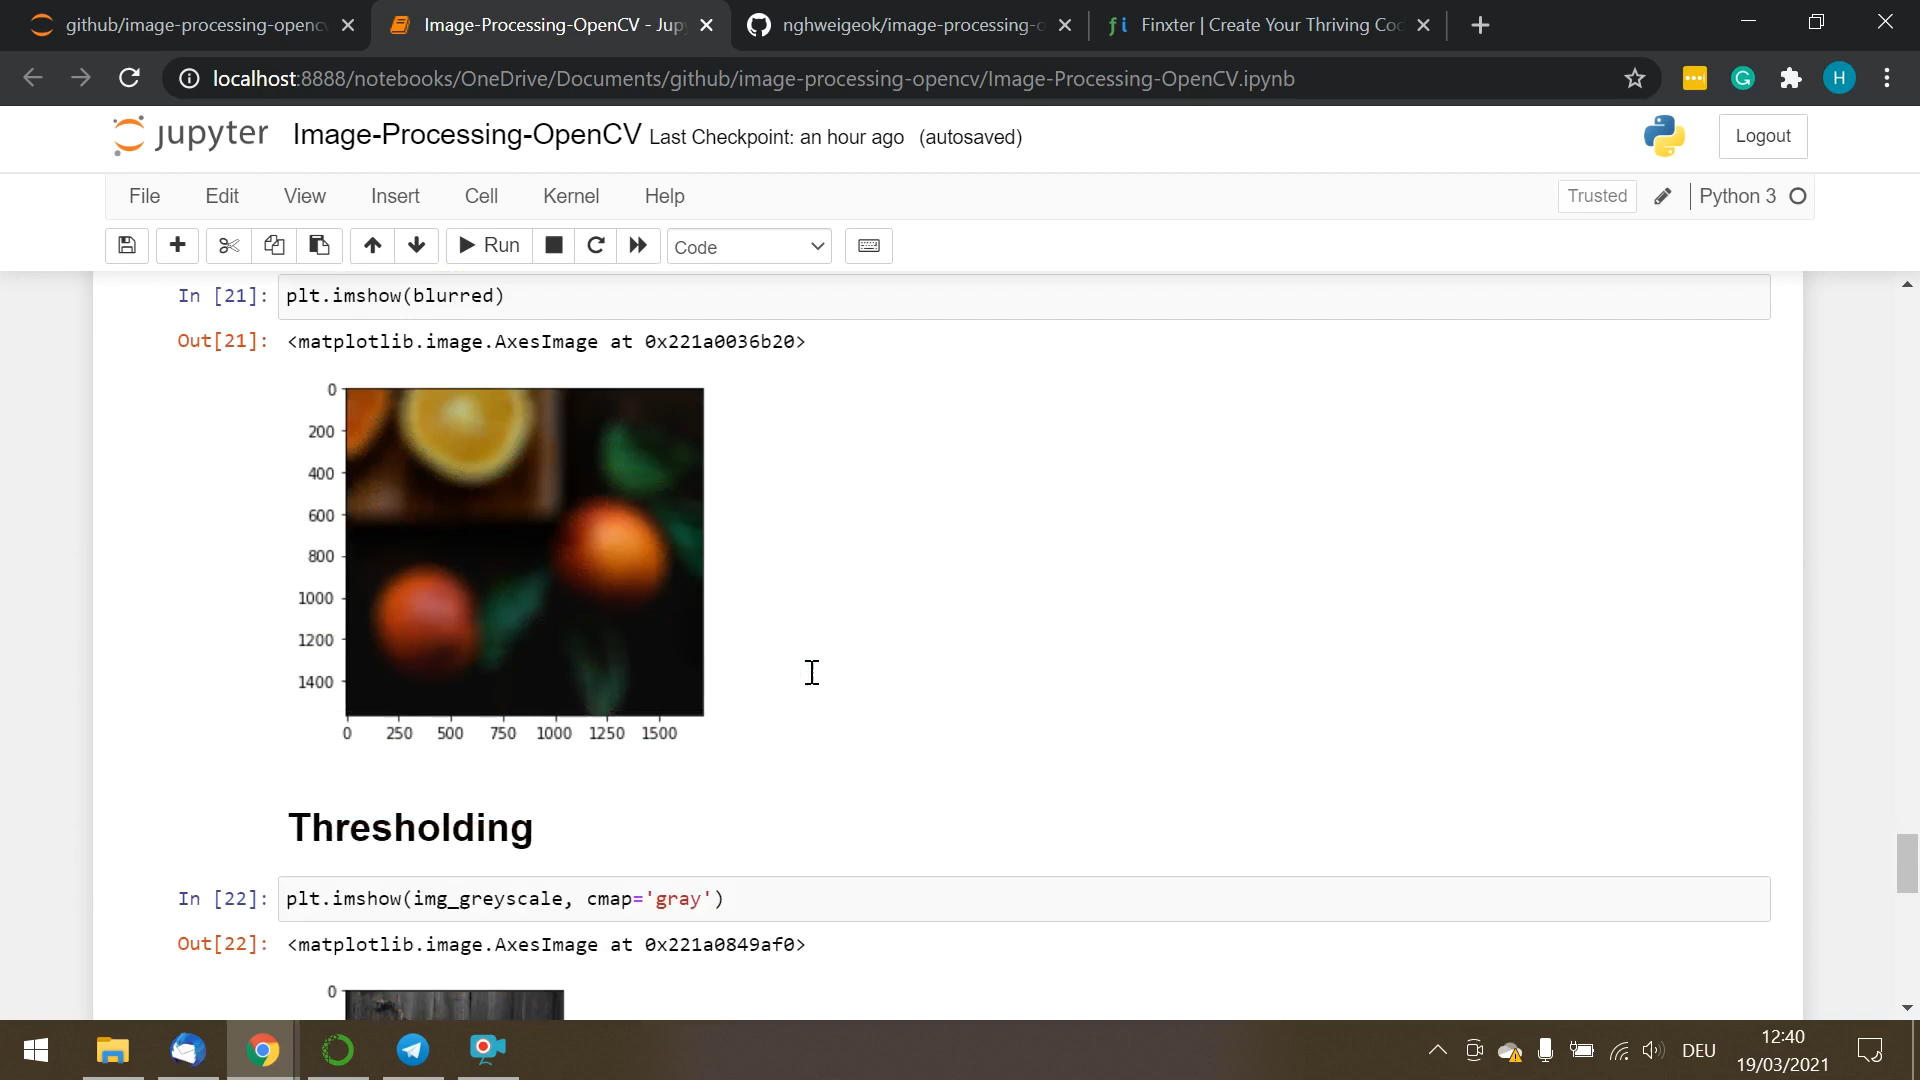 github/image-processing-openc
Image-Processing-OpenCV - Jup
nghweigeok/image-processing-o
Finxter | Create Your Thriving Co
localhost:8888/notebooks/OneDrive/Documents/github/image-processing-opencv/Image-Processing-OpenCV.ipynb
H
jupyter Image-Processing-OpenCV Last Checkpoint: an hour ago (autosaved)
Logout
File Edit View Insert Cell Kernel Help
Trusted
Python 3
Run
Code
In [21]: plt.imshow(blurred)
Out[21]: <matplotlib.image.AxesImage at 0x221a0036b20>
0
200
400
600
800
1000
1200
1400
0 250 500 750 1000 1250 1500
Thresholding
In [22]: plt.imshow(img_greyscale, cmap='gray')
Out[22]: <matplotlib.image.AxesImage at 0x221a0849af0>
0
DEU
12:40
19/03/2021